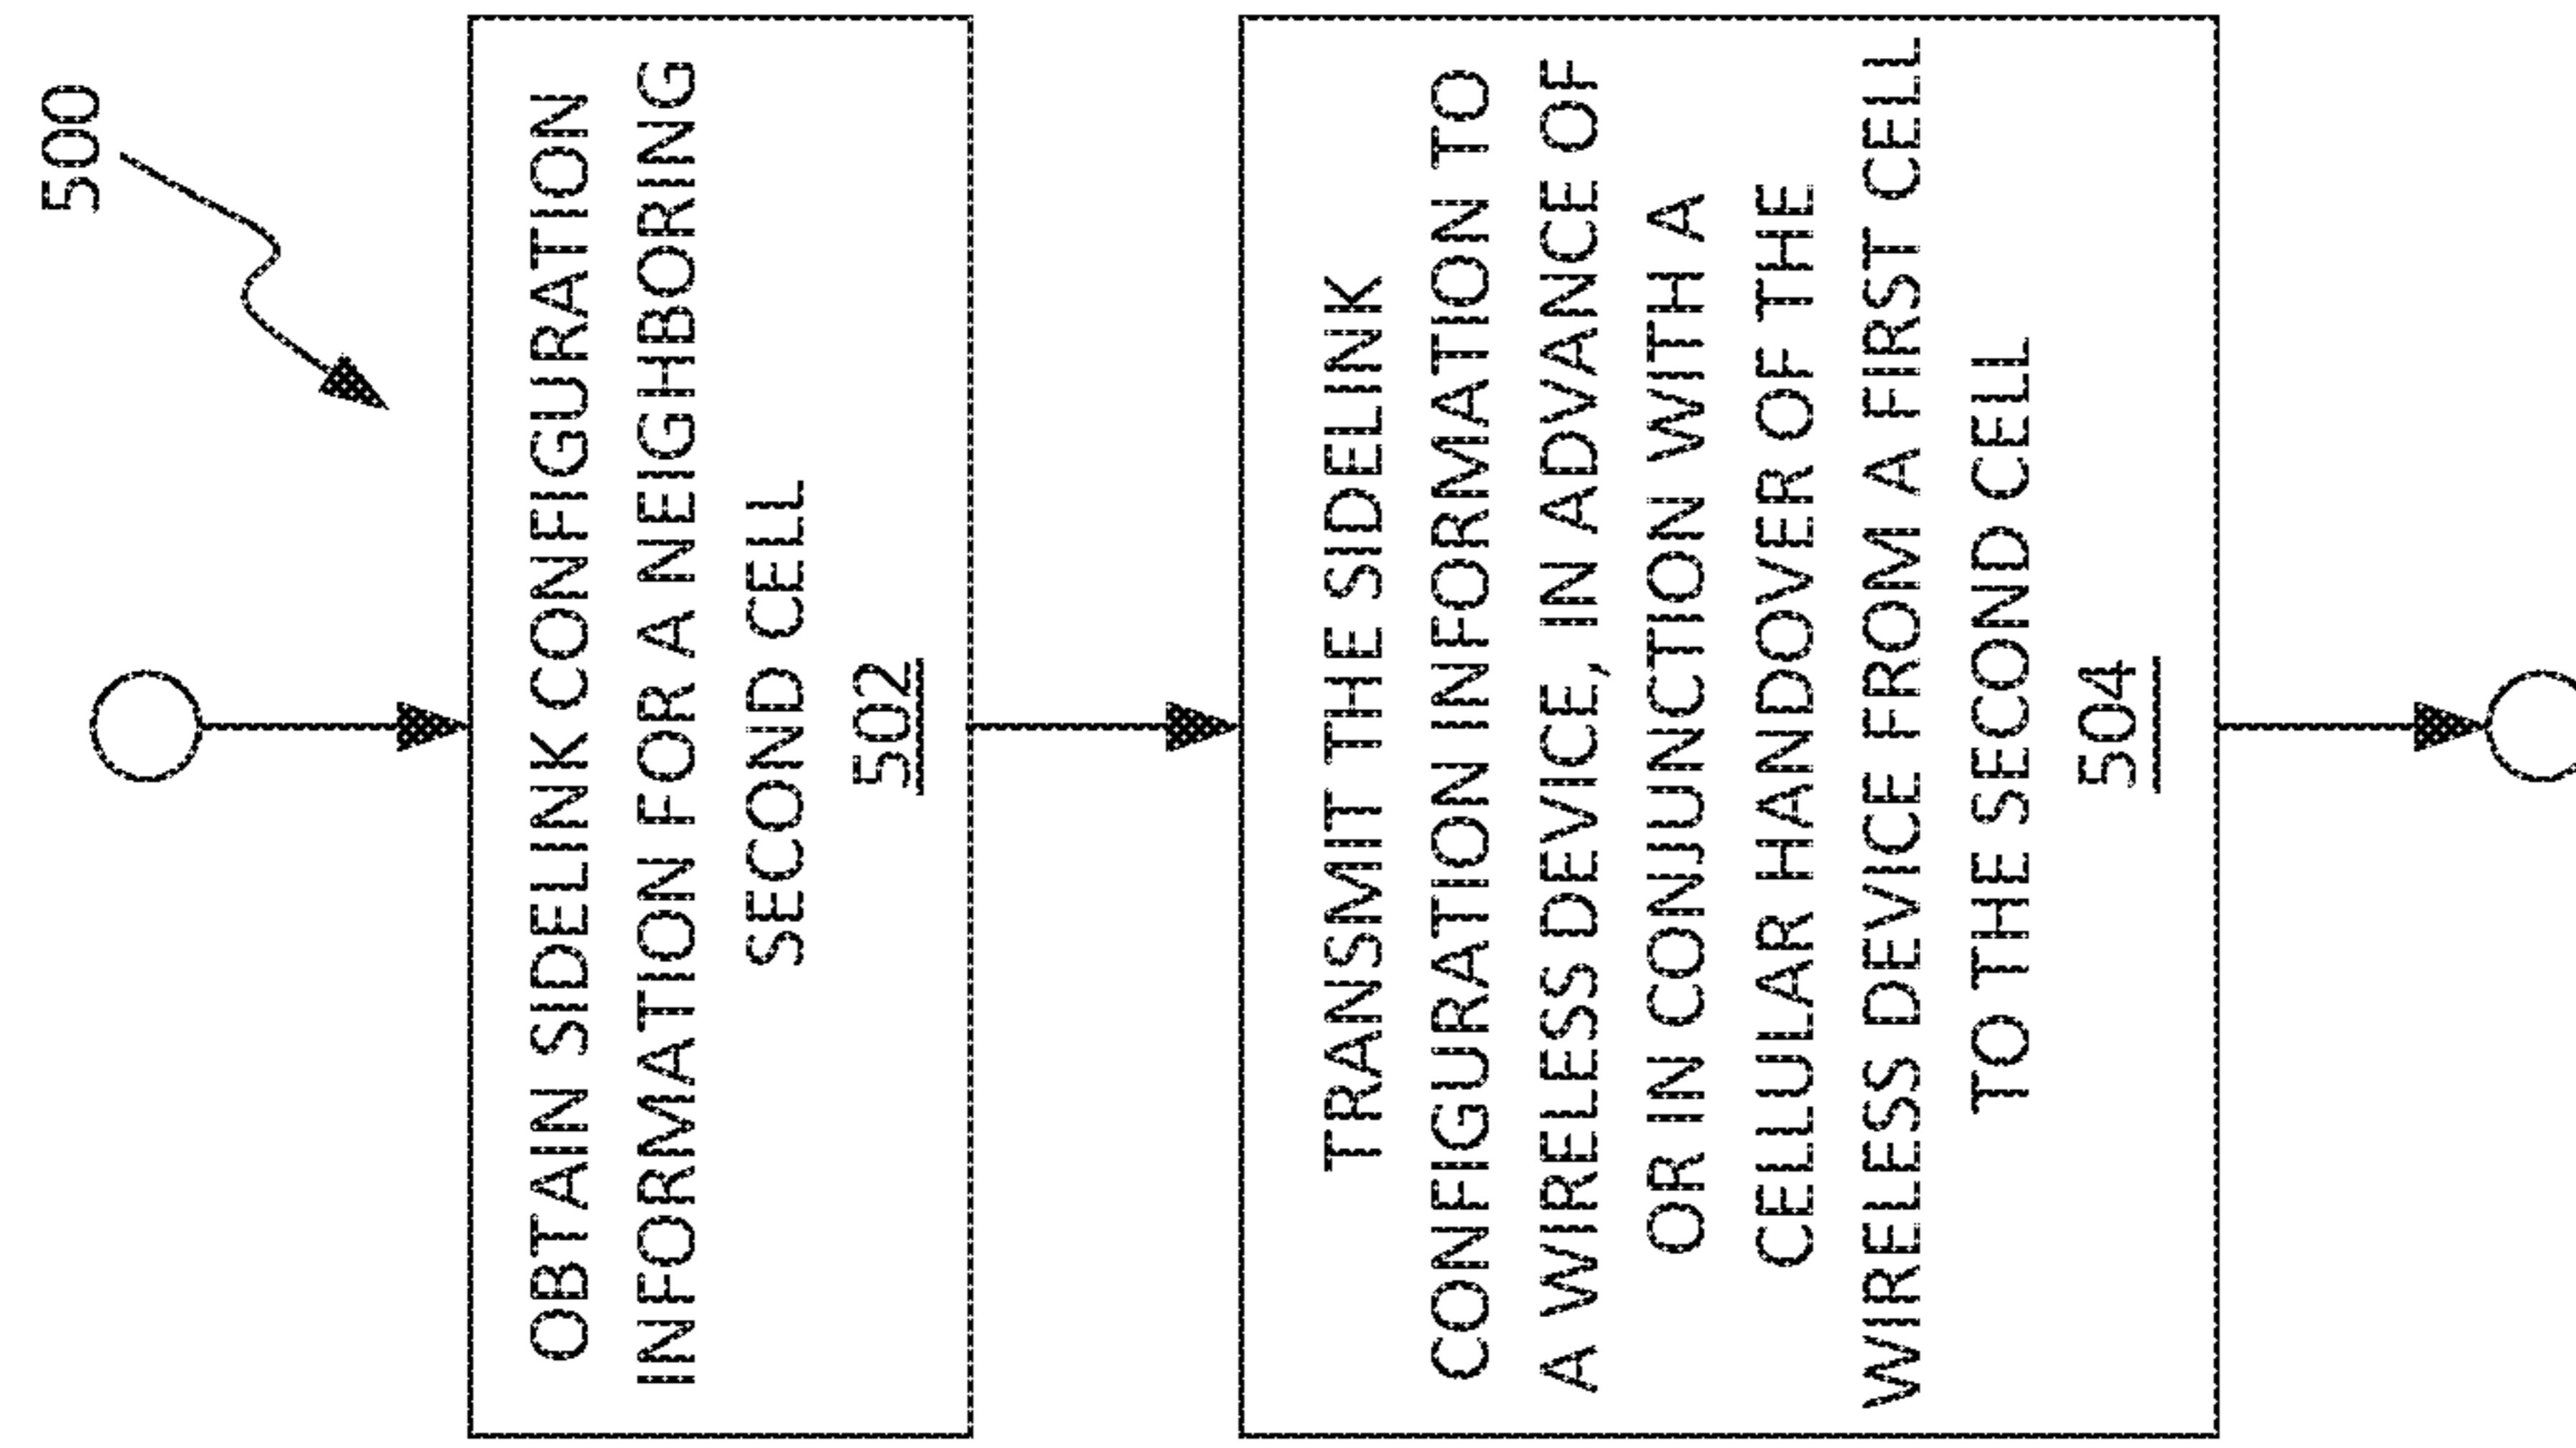 500
OBTAIN SIDELINK CONFIGURATION
INFORMATION FOR A NEIGHBORING
SECOND CELL
502
TRANSMIT THE SIDELINK
CONFIGURATION INFORMATION TO
A WIRELESS DEVICE, IN ADVANCE OF
OR IN CONJUNCTION WITH A
CELLULAR HANDOVER OF THE
WIRELESS DEVICE FROM A FIRST CELL
TO THE SECOND CELL
504